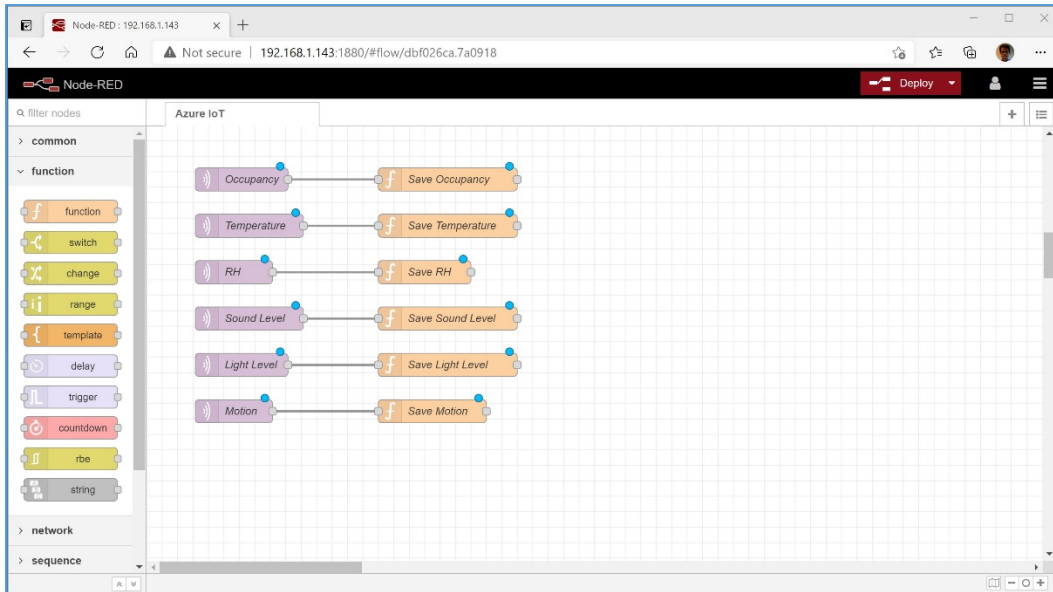 Node-RED : 192.168.1.143
Not secure | 192.168.1.143:1880/#flow/dbf026ca.7a0918
Node-RED
Deploy
filter nodes
Azure IoT
common
function
function
switch
change
range
template
delay
trigger
countdown
rbe
string
network
sequence
Occupancy
Save Occupancy
Temperature
Save Temperature
RH
Save RH
Sound Level
Save Sound Level
Light Level
Save Light Level
Motion
Save Motion